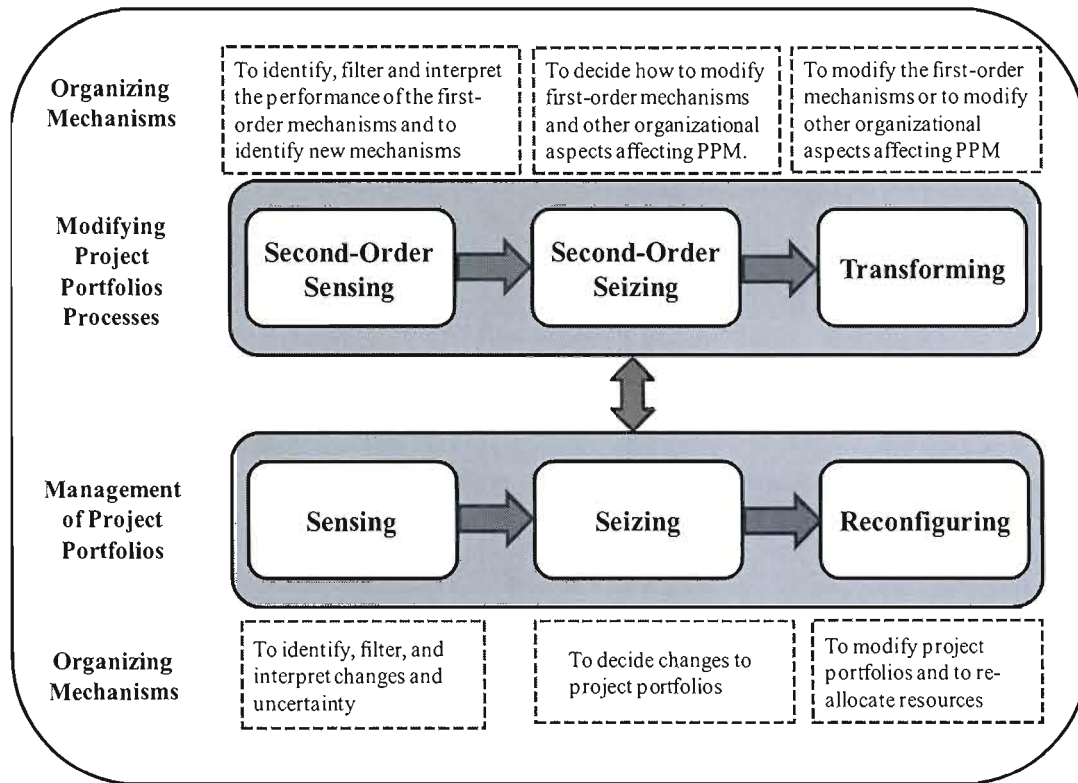 Organizing
Mechanisms
To identify, filter and interpret
the performance of the first-
order mechanisms and to
identify new mechanisms
To decide how to modify
first-order mechanisms
and other organizational
aspects affecting PPM.
To modify the first-order
mechanisms or to modify
other organizational
aspects affecting PPM
Modifying
Project
Portfolios
Processes
Second-Order
Sensing
Second-Order
Seizing
Transforming
Management
of Project
Portfolios
Sensing
Seizing
Reconfiguring
Organizing
Mechanisms
To identify, filter, and
interpret changes and
uncertainty
To decide changes to
project portfolios
To modify project
portfolios and to re-
allocate resources